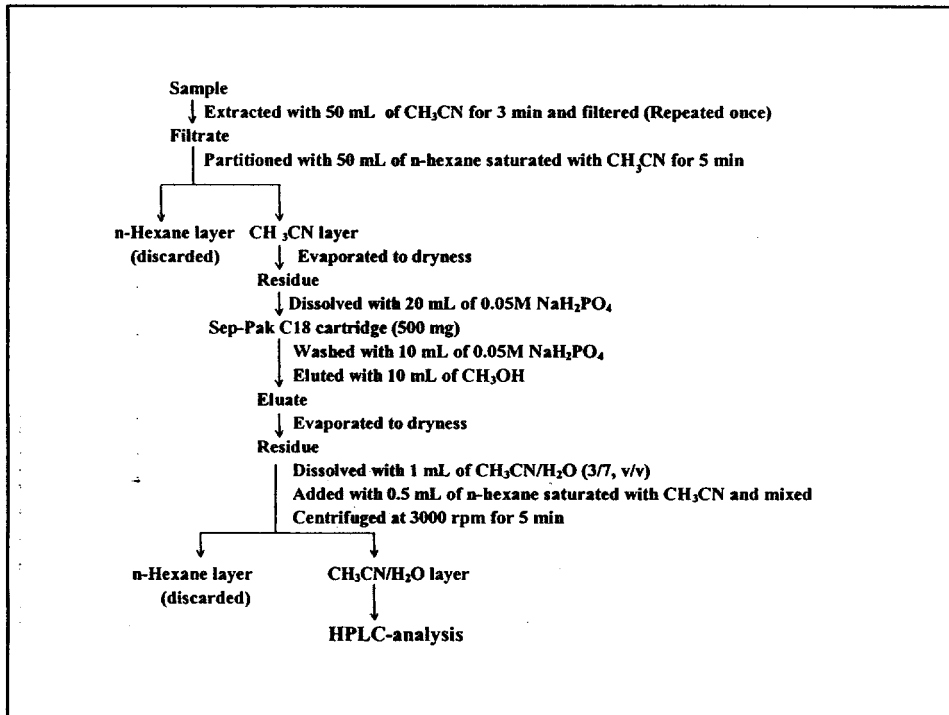 Sample
Extracted with 50 mL of CH₃CN for 3 min and filtered (Repeated once)
Filtrate
Partitioned with 50 mL of n-hexane saturated with CH₃CN for 5 min
n-Hexane layer CH₃CN layer
(discarded) Evaporated to dryness
Residue
Dissolved with 20 mL of 0.05M NaH₂PO₄
Sep-Pak C18 cartridge (500 mg)
Washed with 10 mL of 0.05M NaH₂PO₄
Eluted with 10 mL of CH₃OH
Eluate
Evaporated to dryness
Residue
Dissolved with 1 mL of CH₃CN/H₂O (3/7, v/v)
Added with 0.5 mL of n-hexane saturated with CH₃CN and mixed
Centrifuged at 3000 rpm for 5 min
n-Hexane layer CH₃CN/H₂O layer
(discarded)
HPLC-analysis